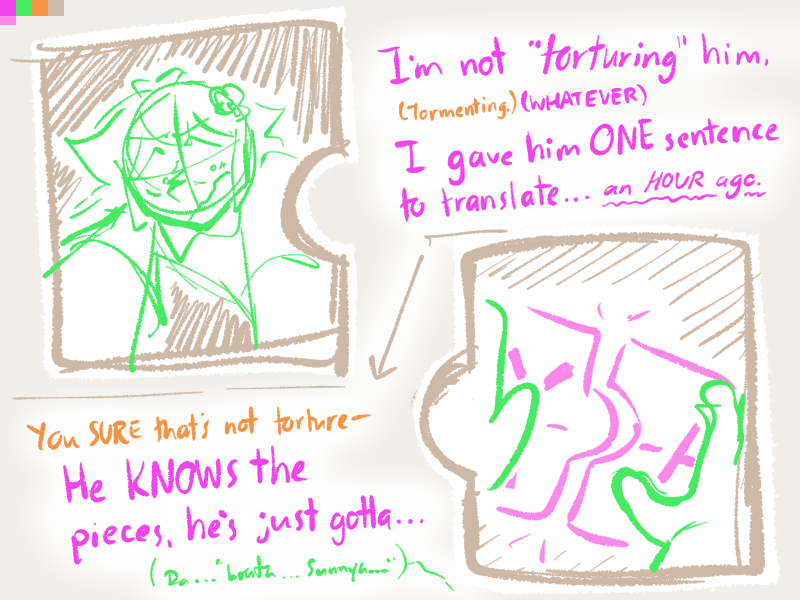 I'm not "torturing" him.
(Tormenting.) (WHATEVER)
I gave him ONE sentence
to translate... an HOUR ago.
You SURE that's not torture—
He KNOWS the
pieces, he's just gotta...
(Da..."